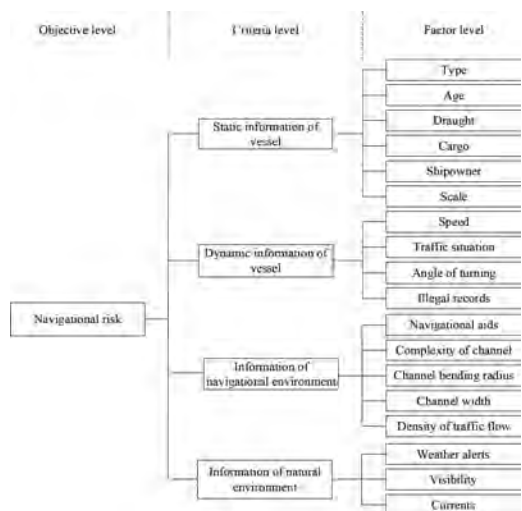 Objective level
Criteria level
Factor level
Type
Age
Static information of
vessel
Draught
Cargo
Shipowner
Scale
Speed
Dynamic information of
vessel
Traffic situation
Angle of turning
Illegal records
Navigational risk
Navigational aids
Complexity of channel
Information of
navigational environment
Channel bending radius
Channel width
Density of traffic flow
Weather alerts
Information of natural
environment
Visibility
Currents